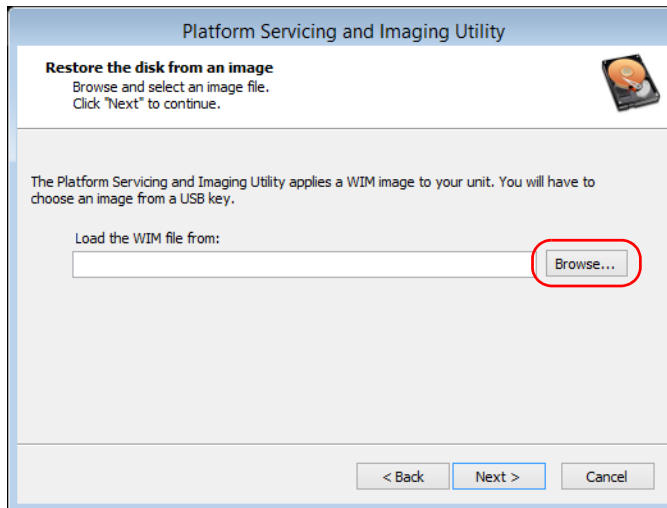 Platform Servicing and Imaging Utility
Restore the disk from an image
Browse and select an image file.
Click "Next" to continue.
The Platform Servicing and Imaging Utility applies a WIM image to your unit. You will have to
choose an image from a USB key.
Load the WIM file from:
Browse...
< Back
Next >
Cancel